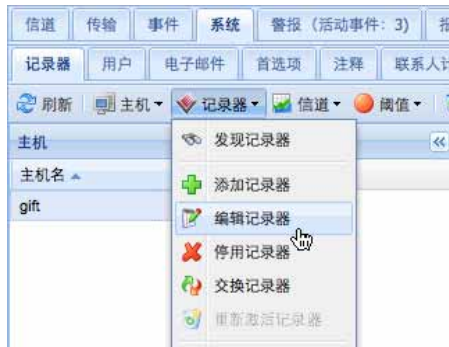 信道 传输 事件 系统 警报（活动事件: 3)
记录器 用户 电子邮件 首选项 注释
刷新 主机 记录器 信道 阈值
主机 发现记录器
主机名 添加记录器
gift 编辑记录器
停用记录器
交换记录器
重新激活记录器